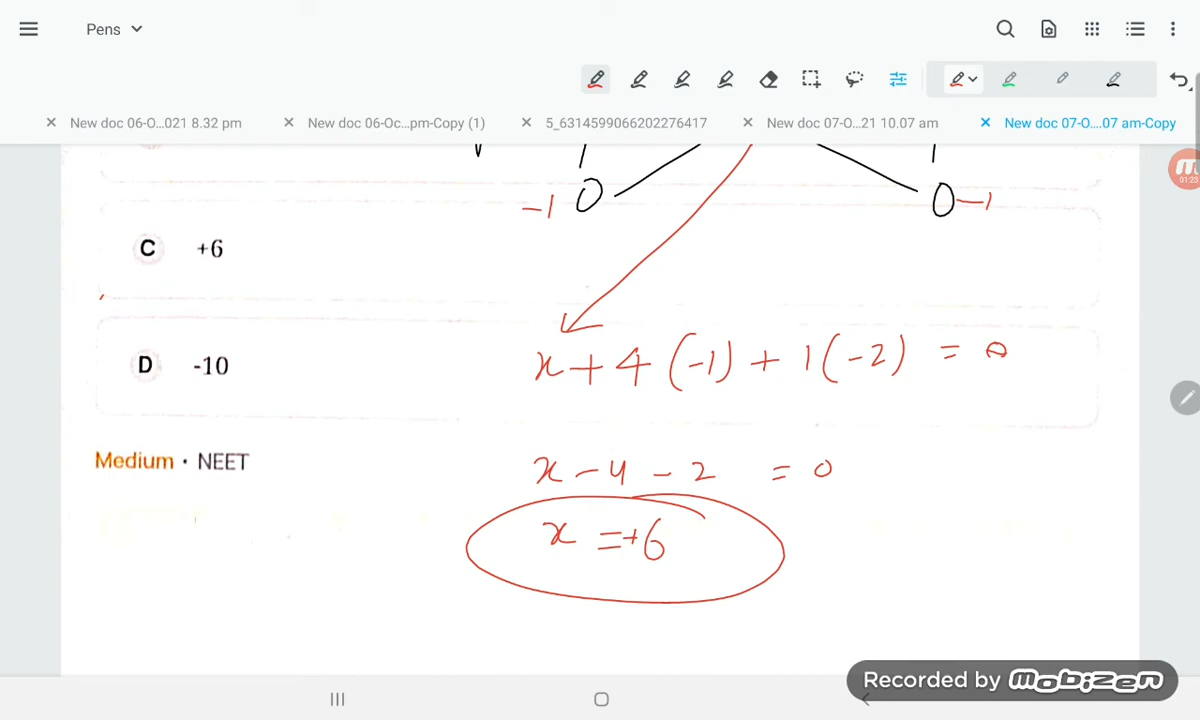 Pens
New doc 06-O...021 8.32 pm
New doc 06-Oc...pm-Copy (1)
5_6314599066202276417
New doc 07-O...21 10.07 am
New doc 07-O....07 am-Copy
01:23
-1 O
O-1
C +6
x + 4 (-1) + 1 (-2) = 0
D -10
Medium · NEET
x - 4 - 2 = 0
x = +6
Recorded by mobizen